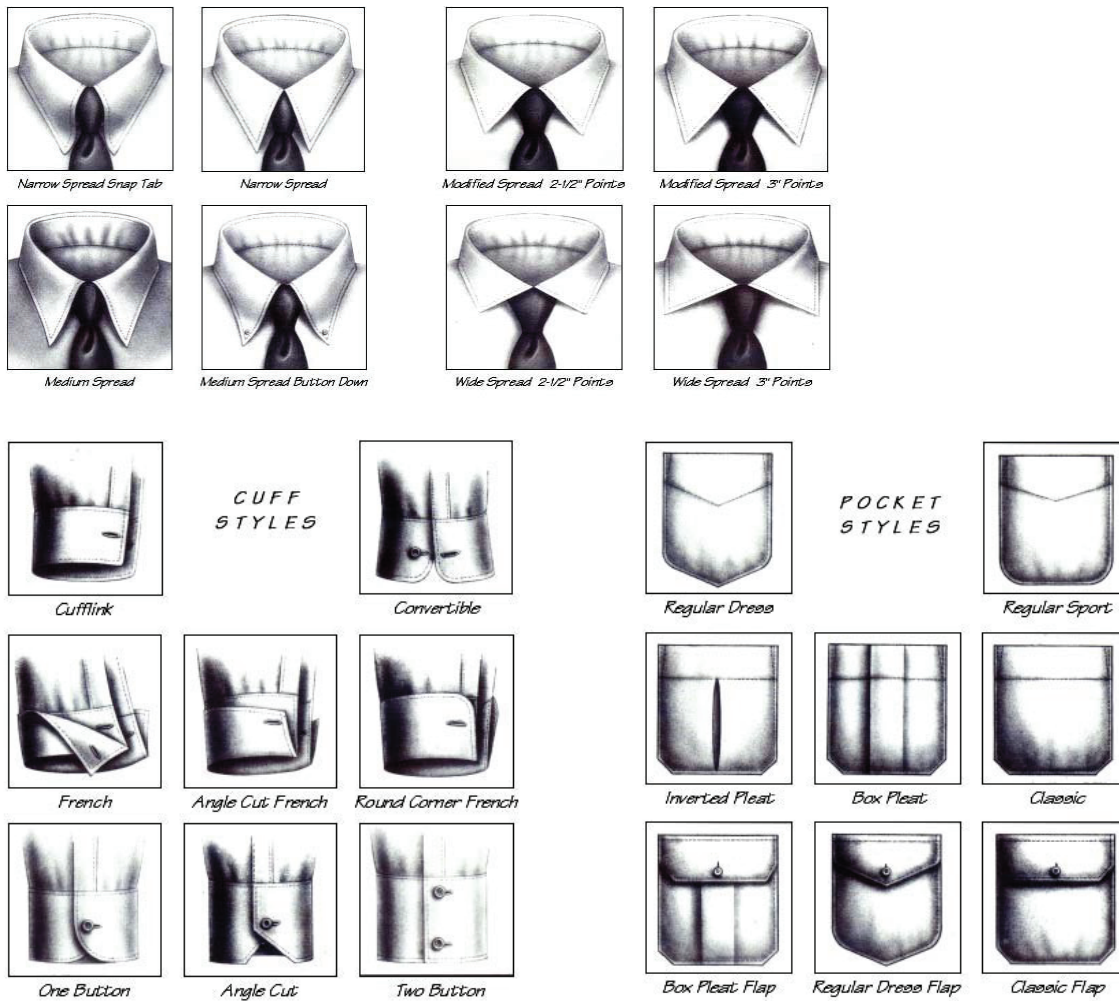 Narrow Spread Snap Tab
Narrow Spread
Modified Spread 2-1/2" Points
Modified Spread 3" Points
Medium Spread
Medium Spread Button Down
Wide Spread 2-1/2" Points
Wide Spread 3" Points
CUFF
STYLES
POCKET
STYLES
Cufflink
Convertible
Regular Dress
Regular Sport
French
Angle Cut French
Round Corner French
Inverted Pleat
Box Pleat
Classic
One Button
Angle Cut
Two Button
Box Pleat Flap
Regular Dress Flap
Classic Flap